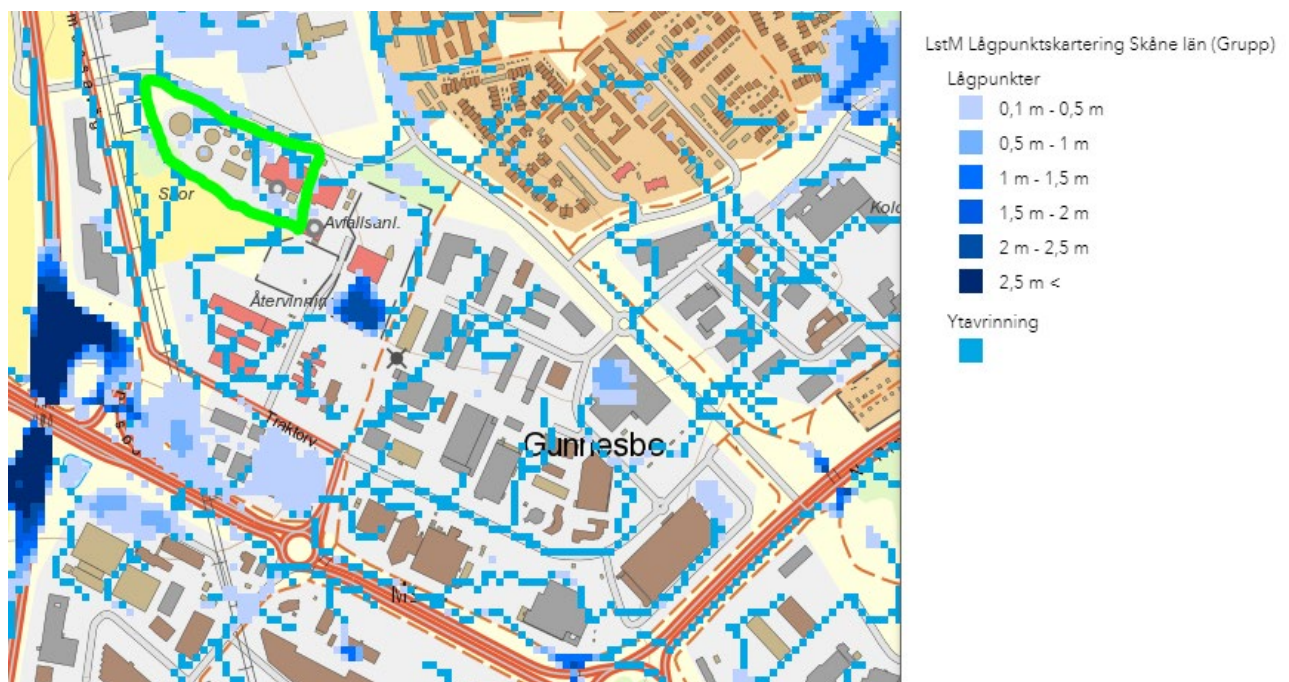 LstM Lågpunktskartering Skåne län (Grupp)
Lågpunkter
0,1 m - 0,5 m
0,5 m - 1 m
1 m - 1,5 m
1,5 m - 2 m
2 m - 2,5 m
2,5 m <
Ytavrinning
Avfallsanl.
Återvinnin
Traktorv
Gunnesbo